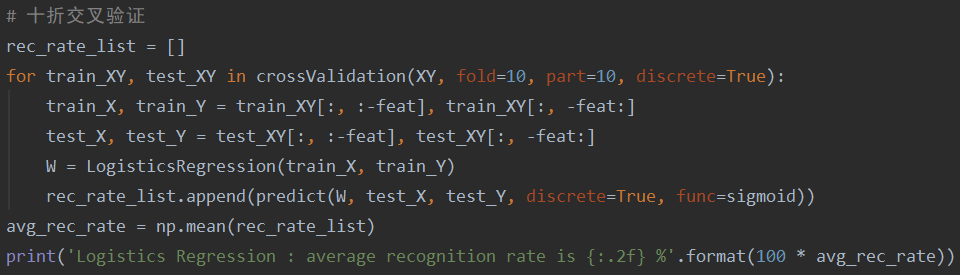 # 十折交叉验证
rec_rate_list = []
for train_XY, test_XY in crossValidation(XY, fold=10, part=10, discrete=True):
    train_X, train_Y = train_XY[:, :-feat], train_XY[:, -feat:]
    test_X, test_Y = test_XY[:, :-feat], test_XY[:, -feat:]
    W = LogisticsRegression(train_X, train_Y)
    rec_rate_list.append(predict(W, test_X, test_Y, discrete=True, func=sigmoid))
avg_rec_rate = np.mean(rec_rate_list)
print('Logistics Regression : average recognition rate is {:.2f} %'.format(100 * avg_rec_rate))